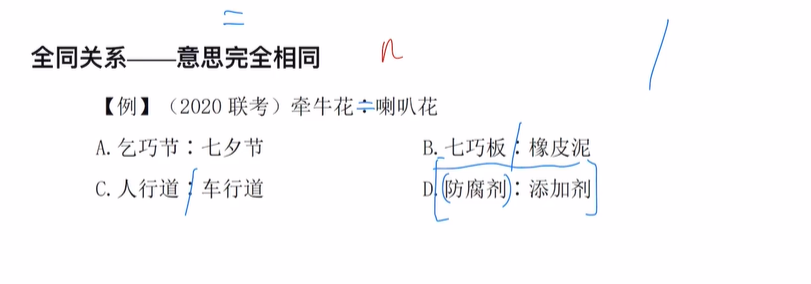 =
全同关系——意思完全相同 n
【例】（2020 联考）牵牛花：喇叭花
A. 乞巧节：七夕节 B. 七巧板：橡皮泥
C. 人行道：车行道 D. 防腐剂：添加剂